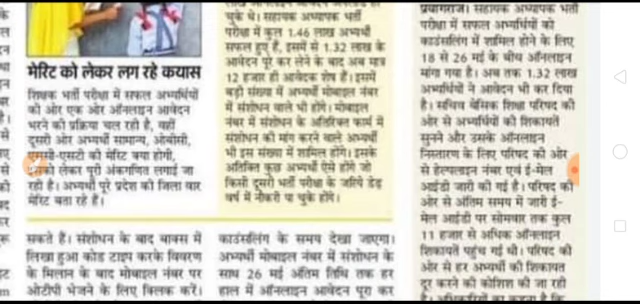 मेरिट को लेकर लग रहे कयास
शिक्षक भर्ती परीक्षा में सफल अभ्यर्थियों
की ओर एक ओर ऑनलाइन आवेदन
भरने की प्रक्रिया चल रही है, वहीं
दूसरी ओर अभ्यर्थी सामान्य, ओबीसी,
एससी-एसटी की मेरिट क्या होगी,
इसको लेकर पूरी अंकगणित लगाई जा
रही है। अभ्यर्थी पूरे प्रदेश की जिला वार
मेरिट बता रहे हैं।
सकते हैं। संशोधन के बाद बाक्स में
लिखा हुआ कोड टाइप करके विवरण
के मिलान के बाद मोबाइल नंबर पर
ओटीपी भेजने के लिए क्लिक करें।
चुके थे। सहायक अध्यापक भर्ती
परीक्षा में कुल 1.46 लाख अभ्यर्थी
सफल हुए हैं, इसमें से 1.32 लाख के
आवेदन पूरे कर लेने के बाद अब मात्र
12 हजार ही आवेदक शेष हैं। इसमें
बड़ी संख्या में अभ्यर्थी मोबाइल नंबर
में संशोधन वाले भी होंगे। मोबाइल
नंबर में संशोधन के अतिरिक्त फार्म में
संशोधन की मांग करने वाले अभ्यर्थी
भी इस संख्या में शामिल होंगे। इसके
अतिरिक्त कुछ अभ्यर्थी ऐसे होंगे जो
किसी दूसरी भर्ती परीक्षा के जरिये डेढ़
वर्ष में नौकरी पा चुके होंगे।
काउंसलिंग के समय देखा जाएगा।
अभ्यर्थी मोबाइल नंबर में संशोधन के
साथ 26 मई अंतिम तिथि तक हर
हाल में ऑनलाइन आवेदन पूरा कर
प्रयागराज। सहायक अध्यापक भर्ती
परीक्षा में सफल अभ्यर्थियों को
काउंसलिंग में शामिल होने के लिए
18 से 26 मई के बीच ऑनलाइन
मांगा गया है। अब तक 1.32 लाख
अभ्यर्थियों ने आवेदन भी कर दिया
है। सचिव बेसिक शिक्षा परिषद की
ओर से अभ्यर्थियों की शिकायतें
सुनने और उसके ऑनलाइन
निस्तारण के लिए परिषद की ओर
से हेल्पलाइन नंबर एवं ई-मेल
आईडी जारी की गई है। परिषद की
ओर से अंतिम समय में जारी ई-
मेल आईडी पर सोमवार तक कुल
11 हजार से अधिक ऑनलाइन
शिकायतें पहुंच गई थी। परिषद की
ओर से हर अभ्यर्थी की शिकायत
दूर करने की कोशिश की जा रही